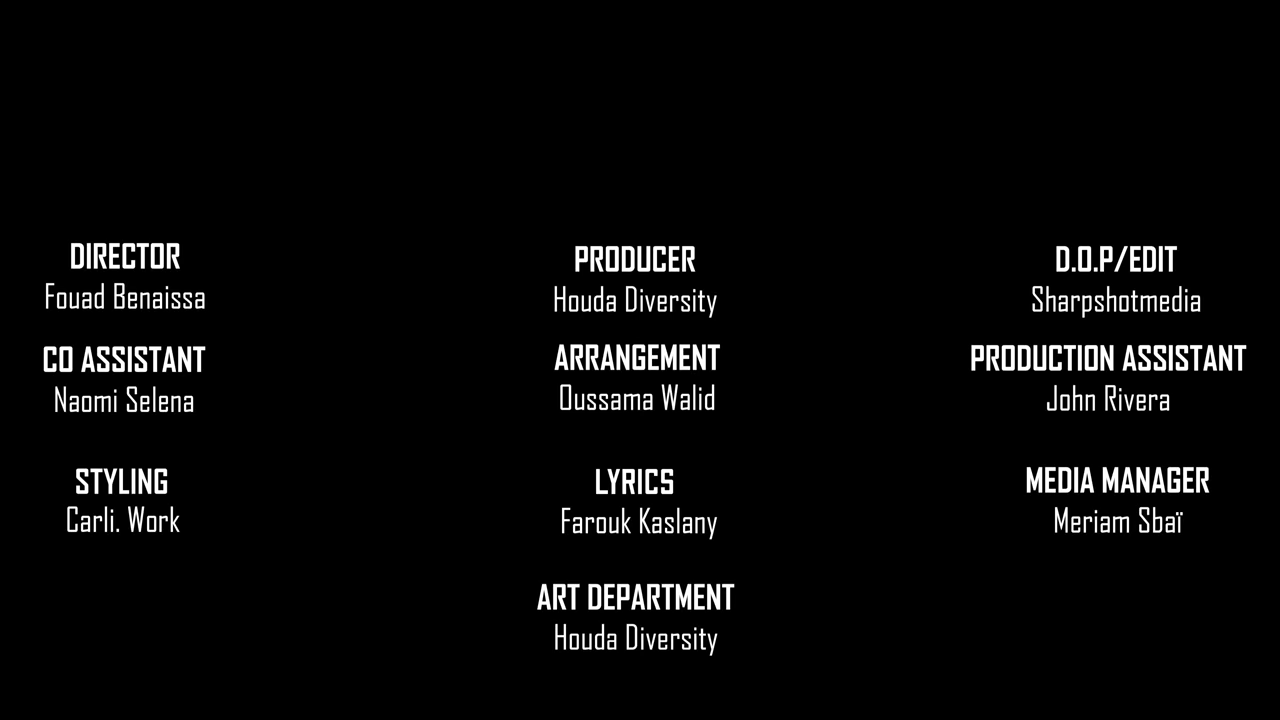 DIRECTOR
Fouad Benaissa
PRODUCER
Houda Diversity
D.O.P/EDIT
Sharpshotmedia
CO ASSISTANT
Naomi Selena
ARRANGEMENT
Oussama Walid
PRODUCTION ASSISTANT
John Rivera
STYLING
Carli. Work
LYRICS
Farouk Kaslany
MEDIA MANAGER
Meriam Sbaï
ART DEPARTMENT
Houda Diversity